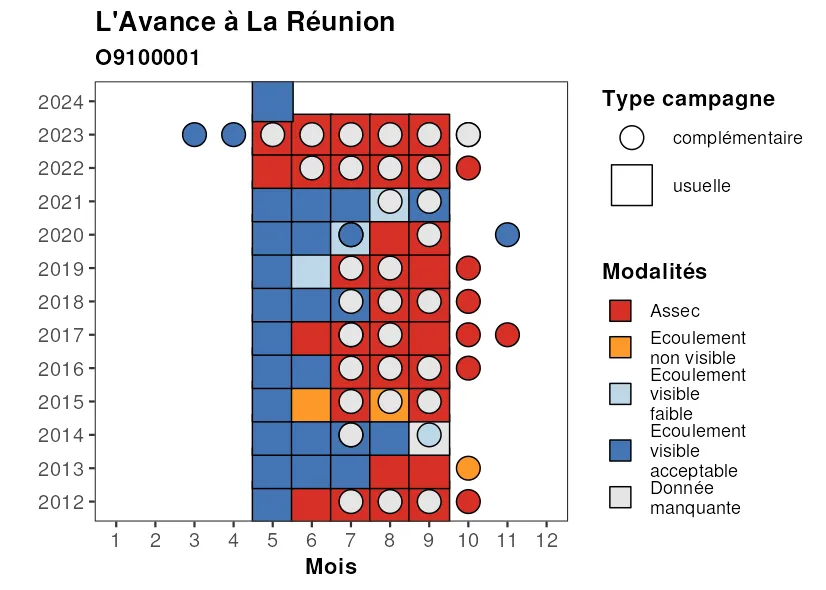 L'Avance à La Réunion
O9100001
2024
2023
2022
2021
2020
2019
2018
2017
2016
2015
2014
2013
2012
1 2 3 4 5 6 7 8 9 10 11 12
Mois
Type campagne
complémentaire
usuelle
Modalités
Assec
Ecoulement
non visible
Ecoulement
visible
faible
Ecoulement
visible
acceptable
Donnée
manquante